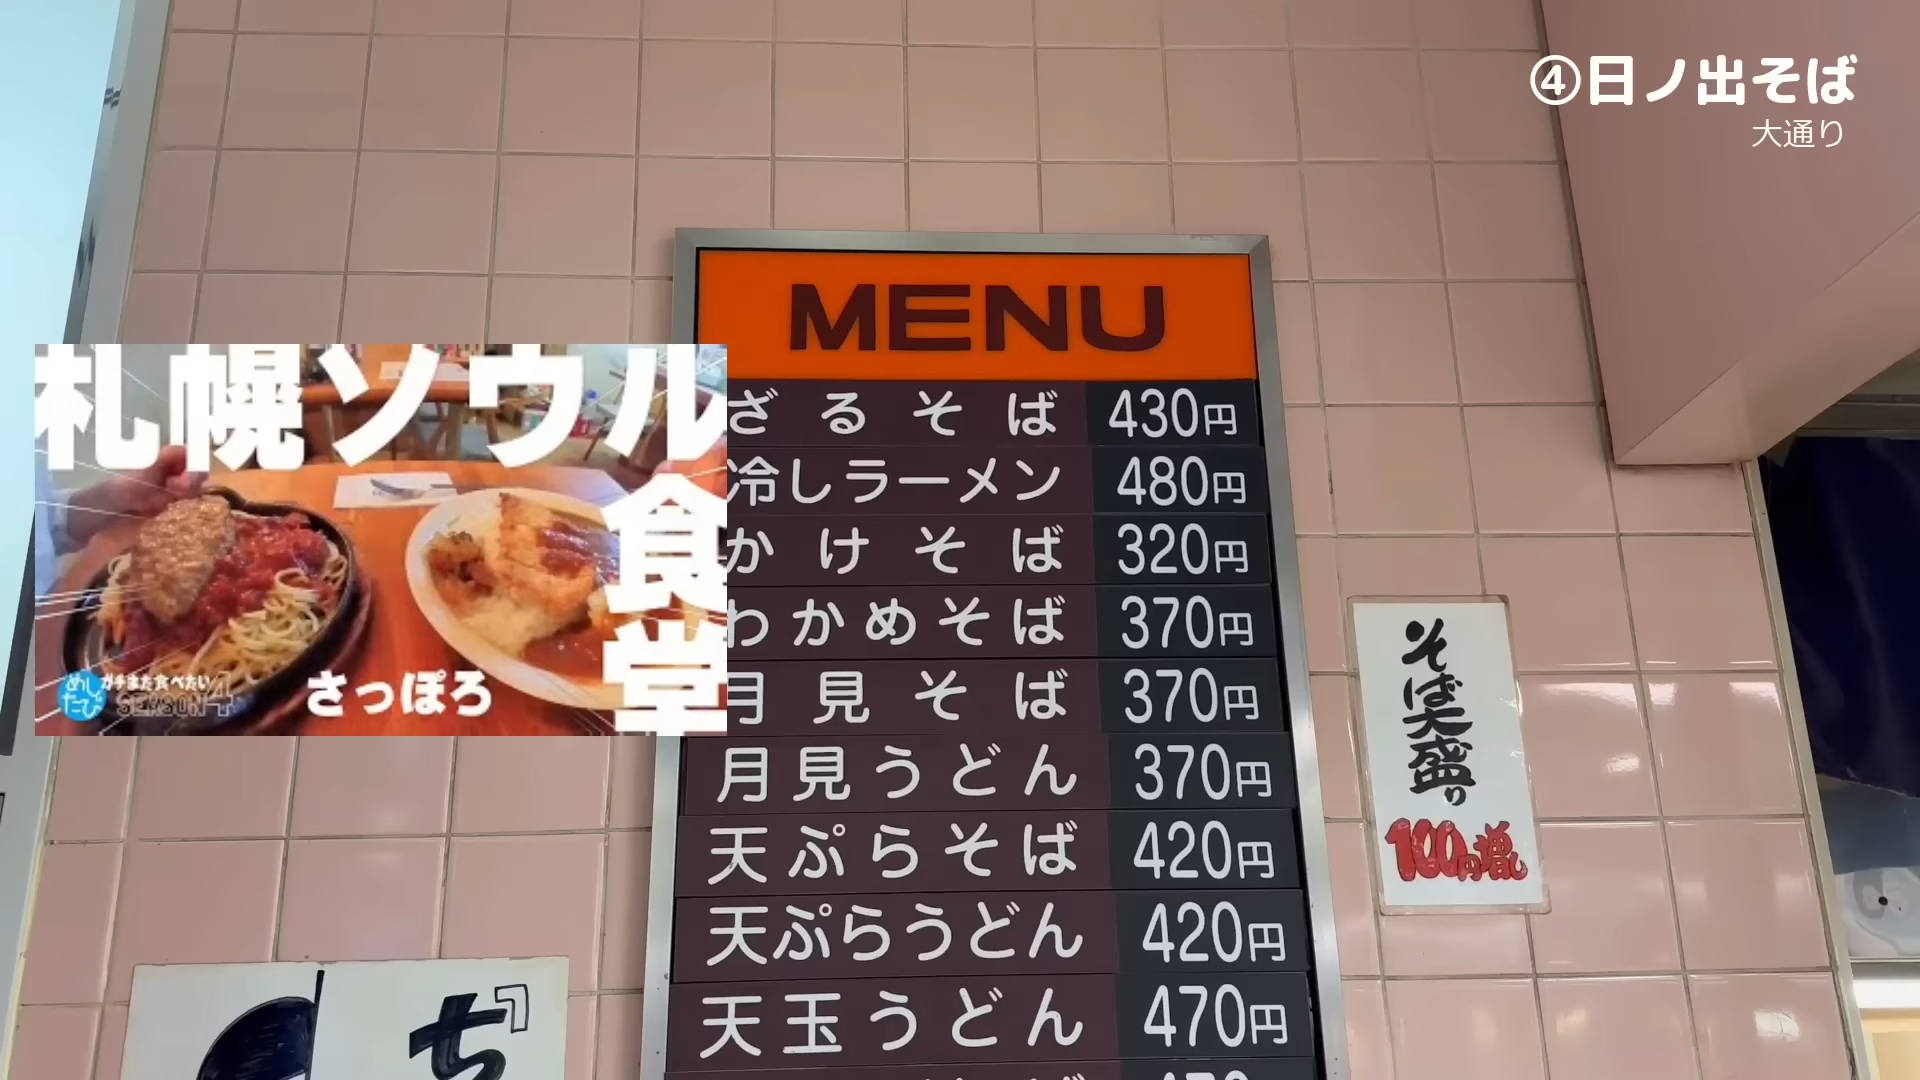 ④日ノ出そば
大通り
MENU
ざるそば 430円
冷しラーメン 480円
かけそば 320円
わかめそば 370円
月見そば 370円
月見うどん 370円
天ぷらそば 420円
天ぷらうどん 420円
天玉うどん 470円
札幌ソウル
食堂
さっぽろ
めし
たび
ガチまた食べたい
SEASON4
そば大盛り
100円増し